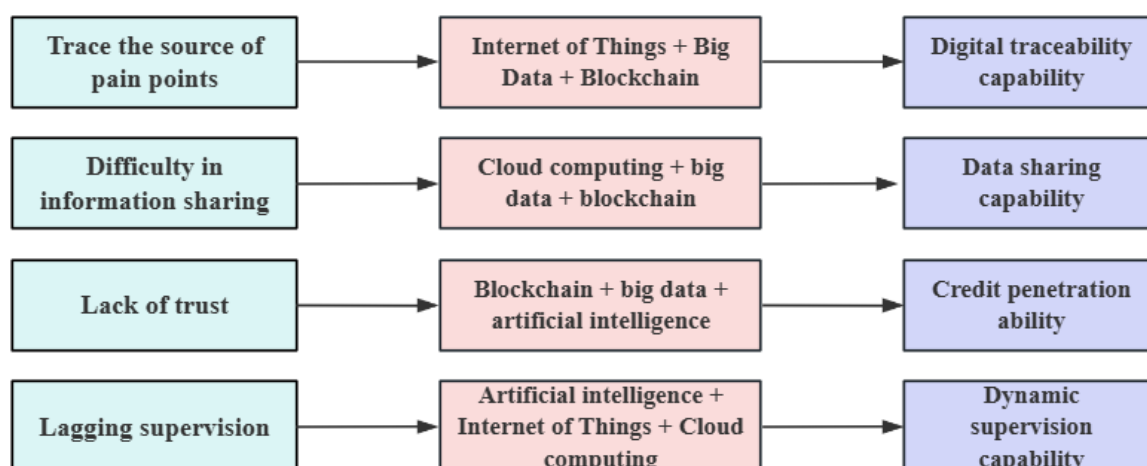 Trace the source of
pain points
Internet of Things + Big
Data + Blockchain
Digital traceability
capability
Difficulty in
information sharing
Cloud computing + big
data + blockchain
Data sharing
capability
Lack of trust
Blockchain + big data +
artificial intelligence
Credit penetration
ability
Lagging supervision
Artificial intelligence +
Internet of Things + Cloud
computing
Dynamic
supervision
capability